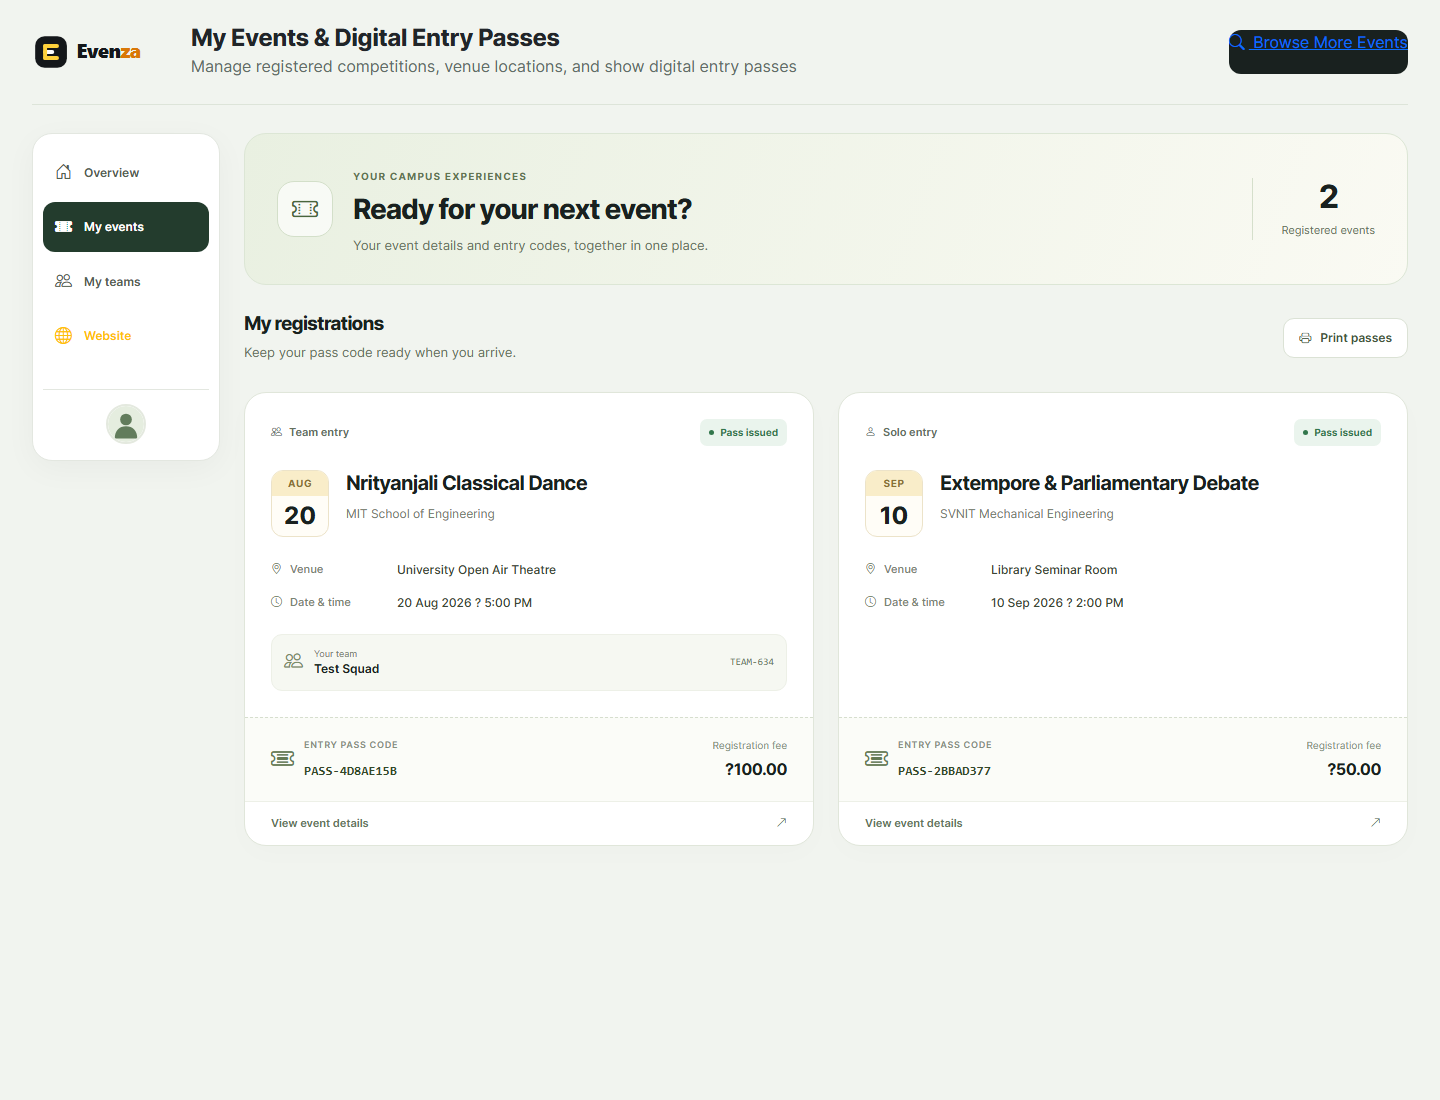 Evenza
My Events & Digital Entry Passes
Manage registered competitions, venue locations, and show digital entry passes
Browse More Events
Overview
My events
My teams
Website
YOUR CAMPUS EXPERIENCES
Ready for your next event?
Your event details and entry codes, together in one place.
2
Registered events
My registrations
Keep your pass code ready when you arrive.
Print passes
Team entry
Pass issued
AUG
20
Nrityanjali Classical Dance
MIT School of Engineering
Venue
University Open Air Theatre
Date & time
20 Aug 2026 ? 5:00 PM
Your team
Test Squad
TEAM-634
ENTRY PASS CODE
PASS-4D8AE15B
Registration fee
?100.00
View event details
Solo entry
Pass issued
SEP
10
Extempore & Parliamentary Debate
SVNIT Mechanical Engineering
Venue
Library Seminar Room
Date & time
10 Sep 2026 ? 2:00 PM
ENTRY PASS CODE
PASS-2BBAD377
Registration fee
?50.00
View event details